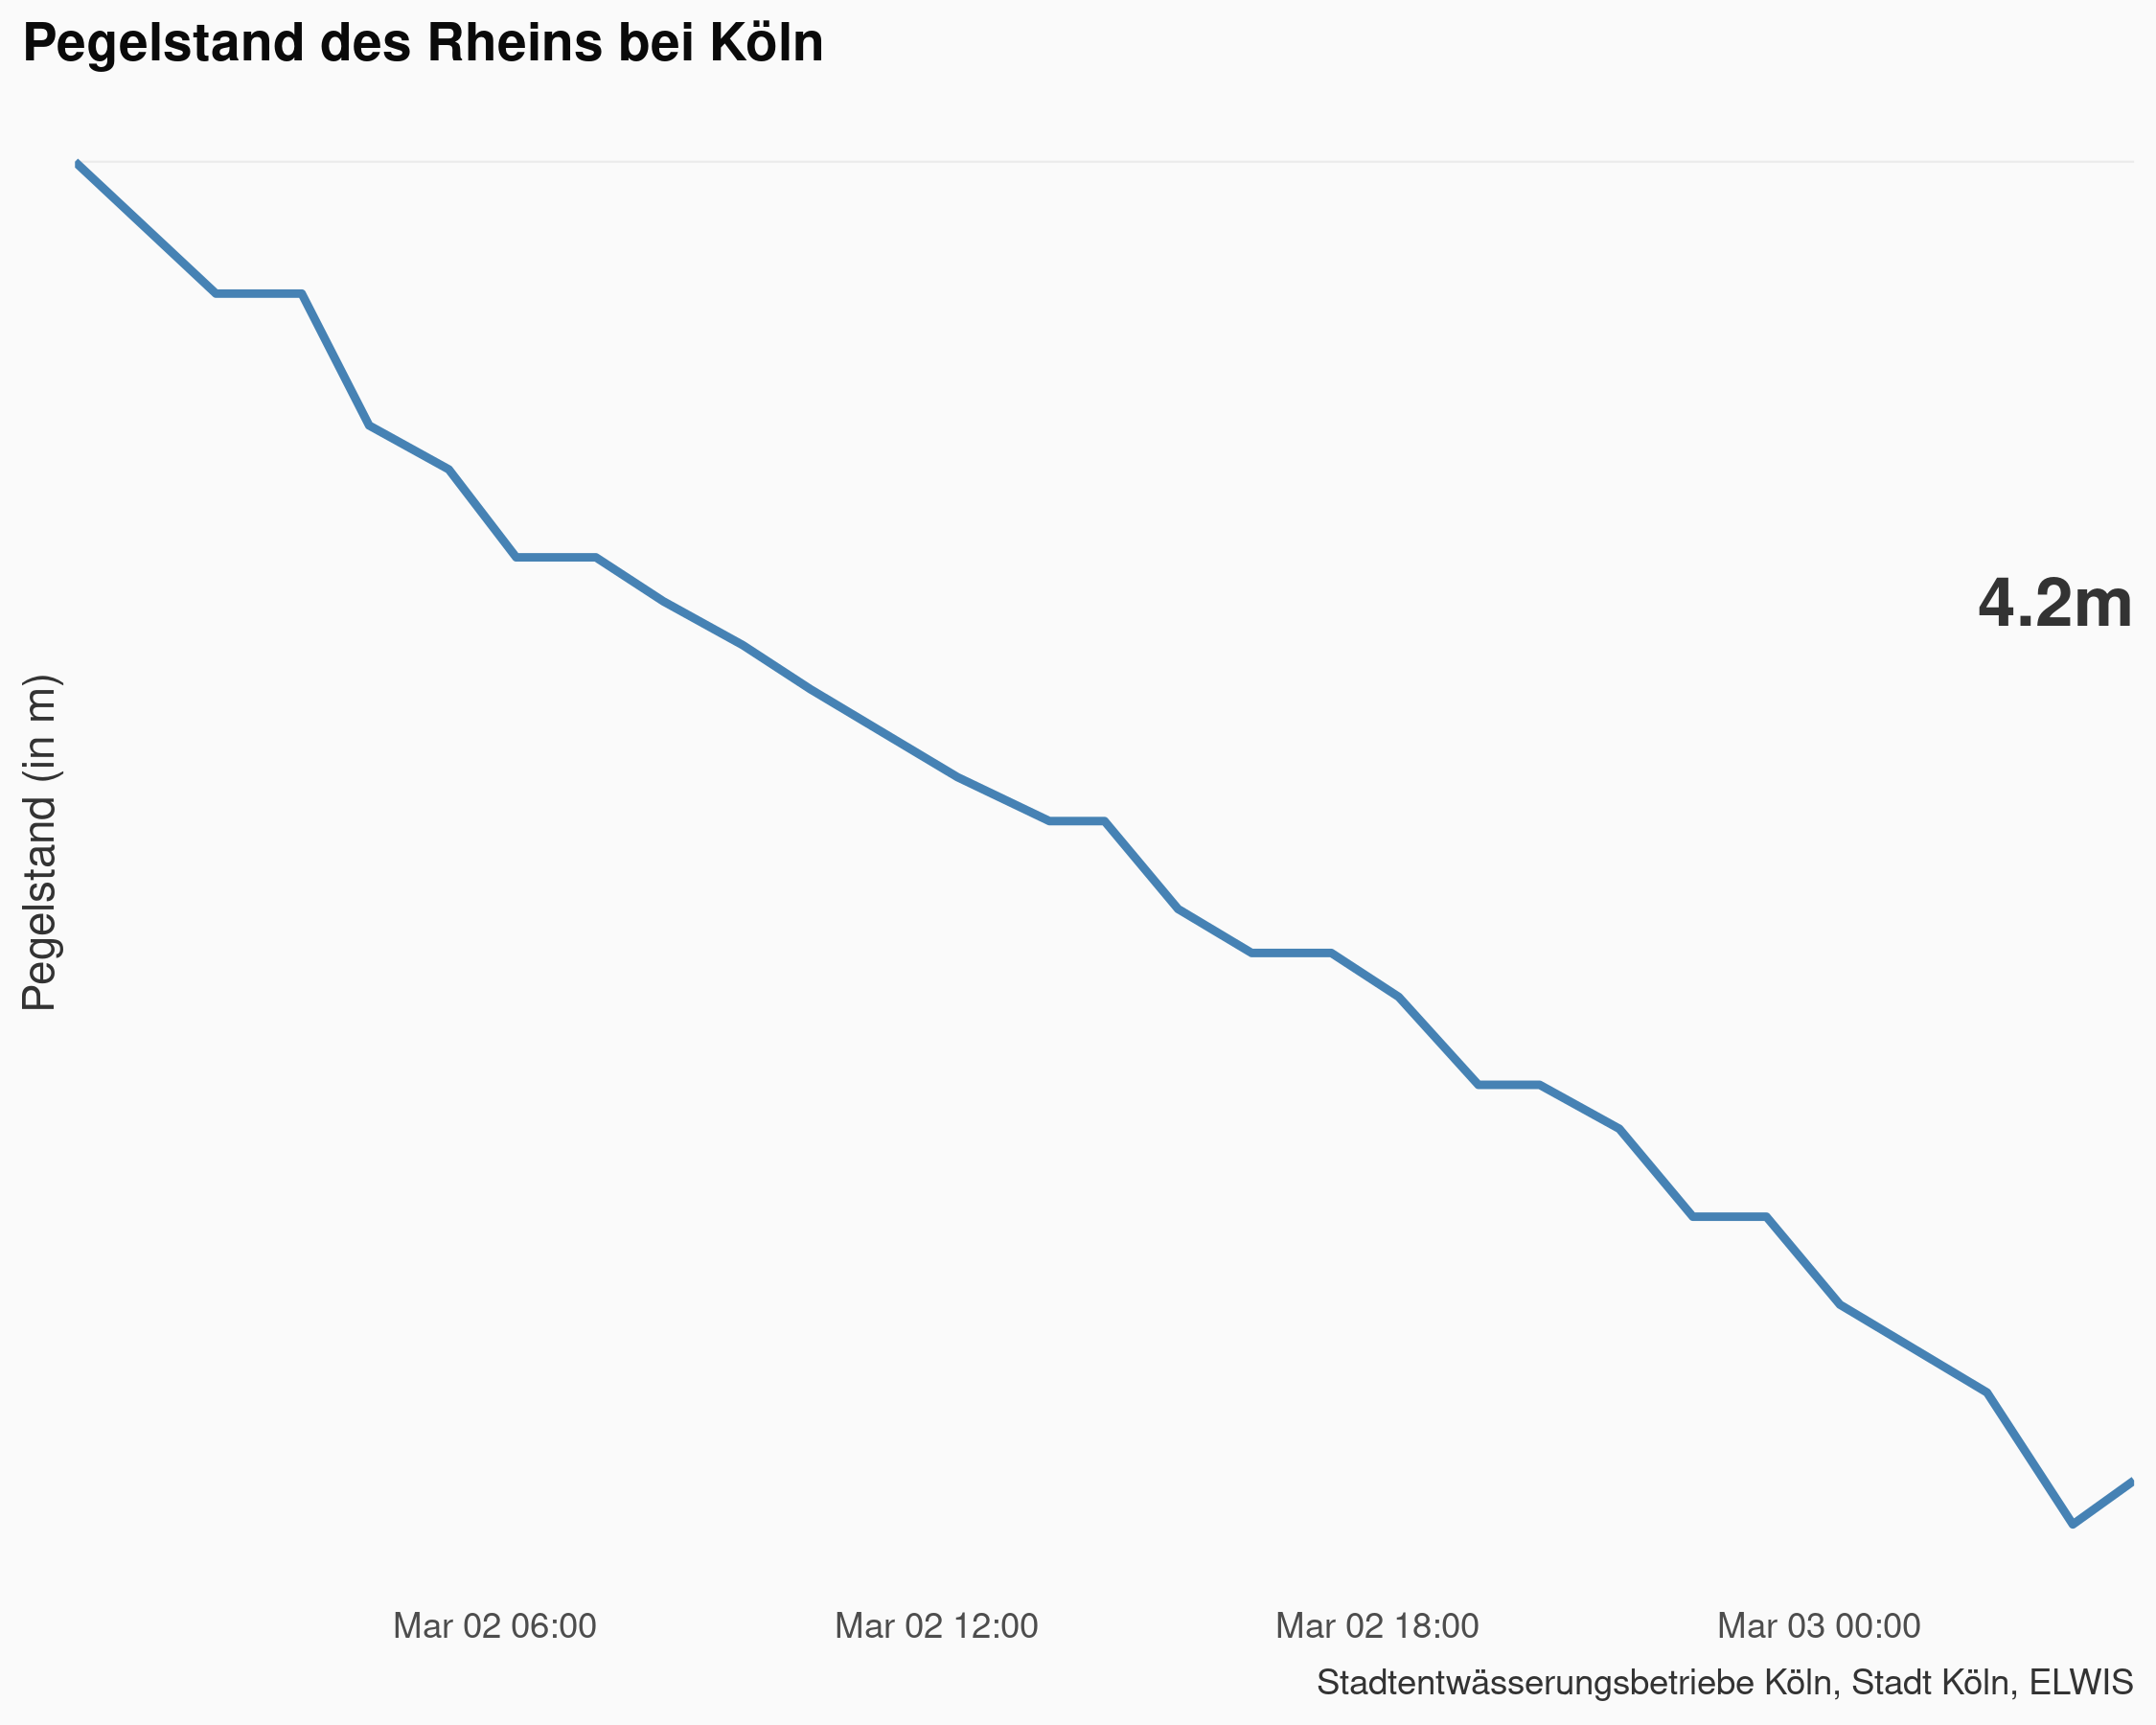 Pegelstand des Rheins bei Köln
4.2m
Pegelstand (in m)
Mar 02 06:00
Mar 02 12:00
Mar 02 18:00
Mar 03 00:00
Stadtentwässerungsbetriebe Köln, Stadt Köln, ELWIS